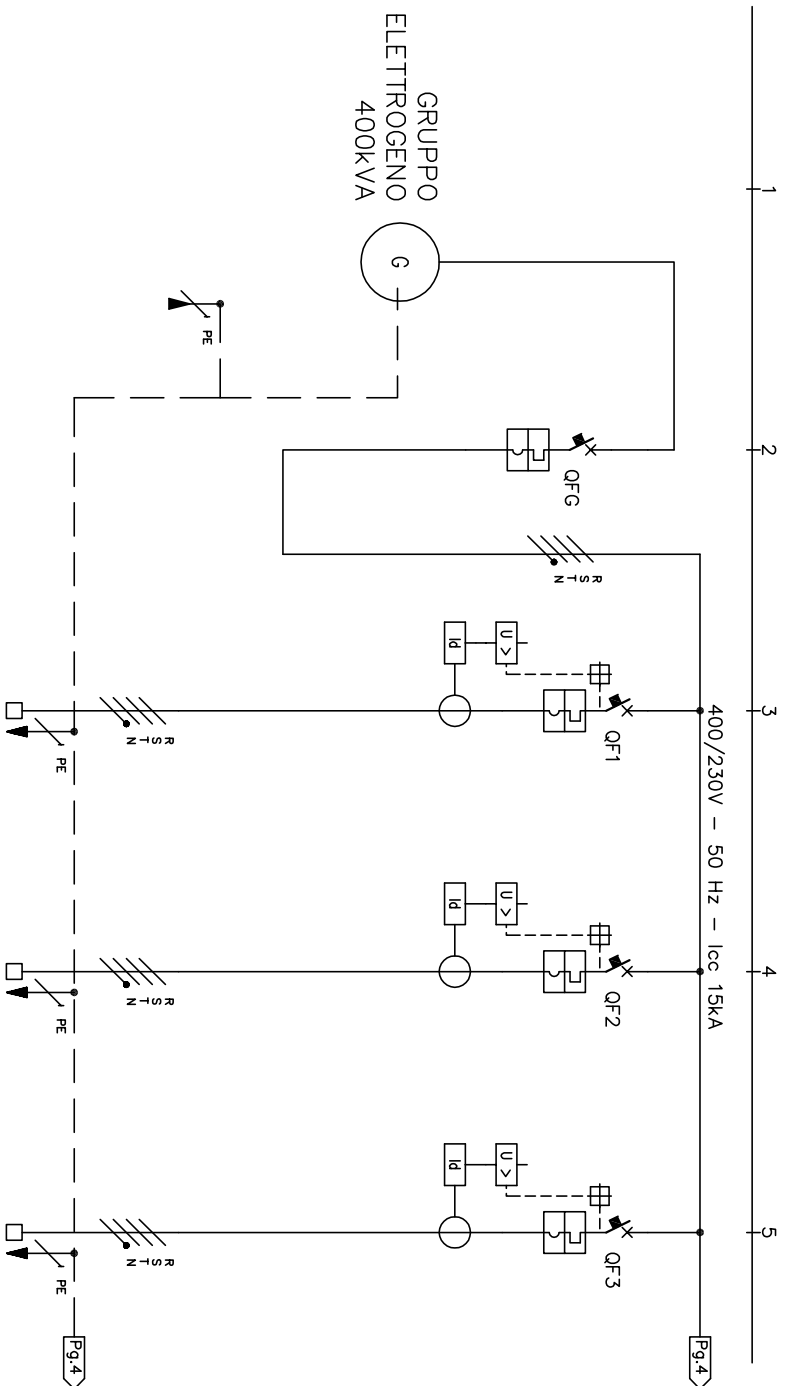 1
2
3
4
5
400/230V – 50 Hz – Icc 15kA
Pg.4
QFG
QF1
QF2
QF3
R
S
T
N
U >
U >
U >
Id
Id
Id
GRUPPO
ELETTROGENO
400kVA
G
PE
R
S
T
N
R
S
T
N
R
S
T
N
PE
PE
PE
Pg.4